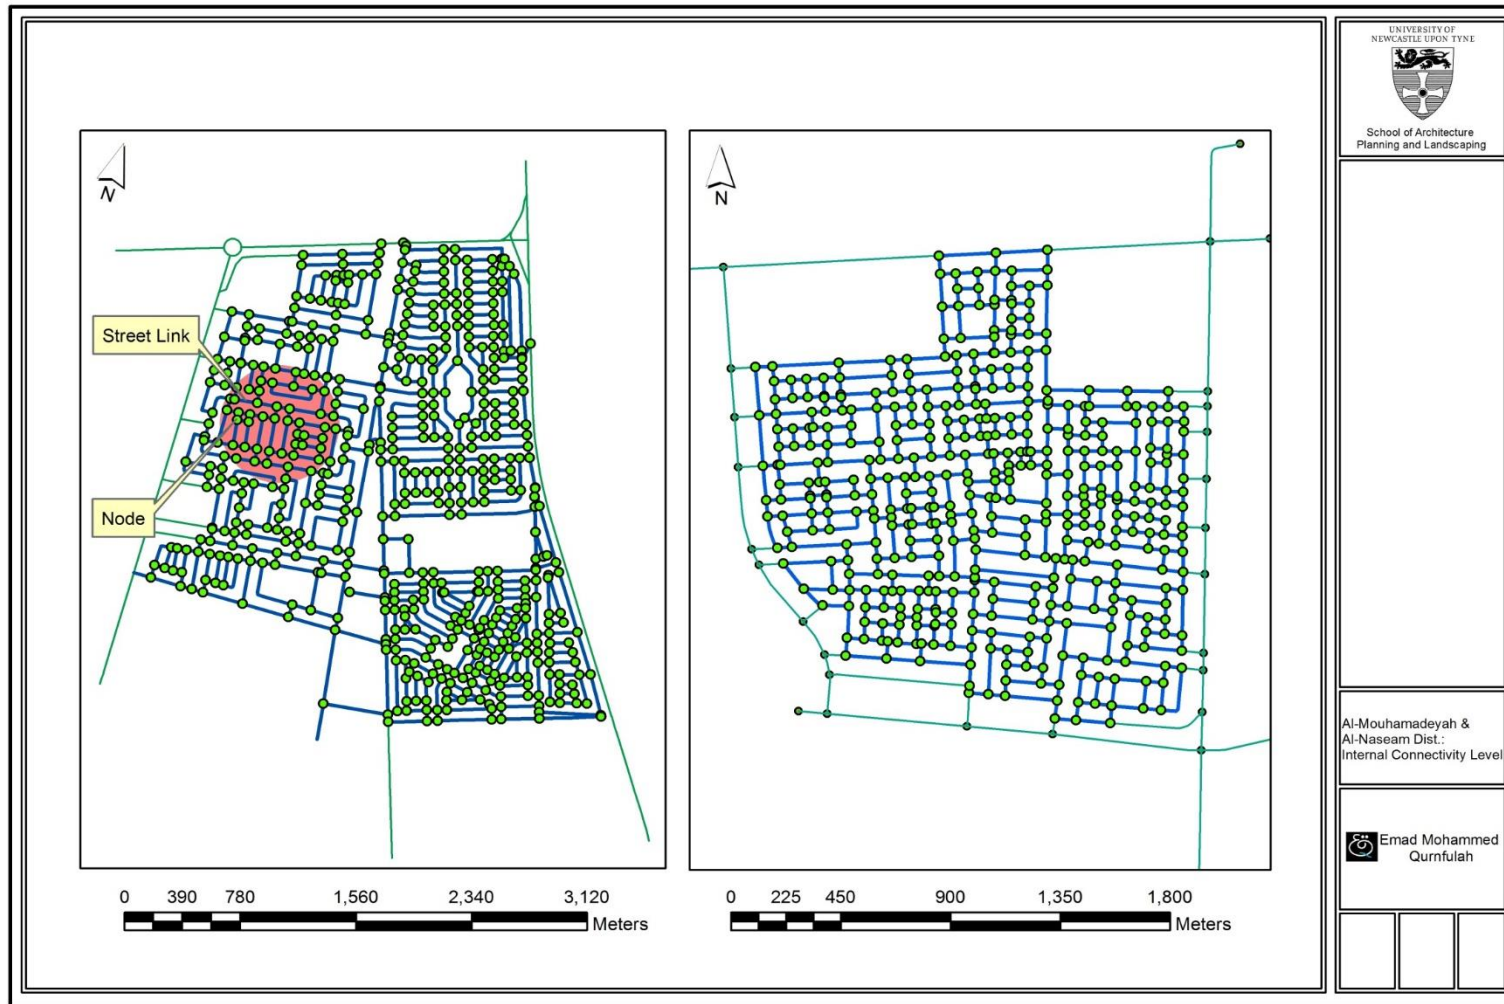 UNIVERSITY OF
NEWCASTLE UPON TYNE
School of Architecture
Planning and Landscaping
N
N
Street Link
Node
0 390 780 1,560 2,340 3,120
Meters
0 225 450 900 1,350 1,800
Meters
Al-Mouhamadeyah &
Al-Naseam Dist.:
Internal Connectivity Level
Emad Mohammed
Qurnfulah